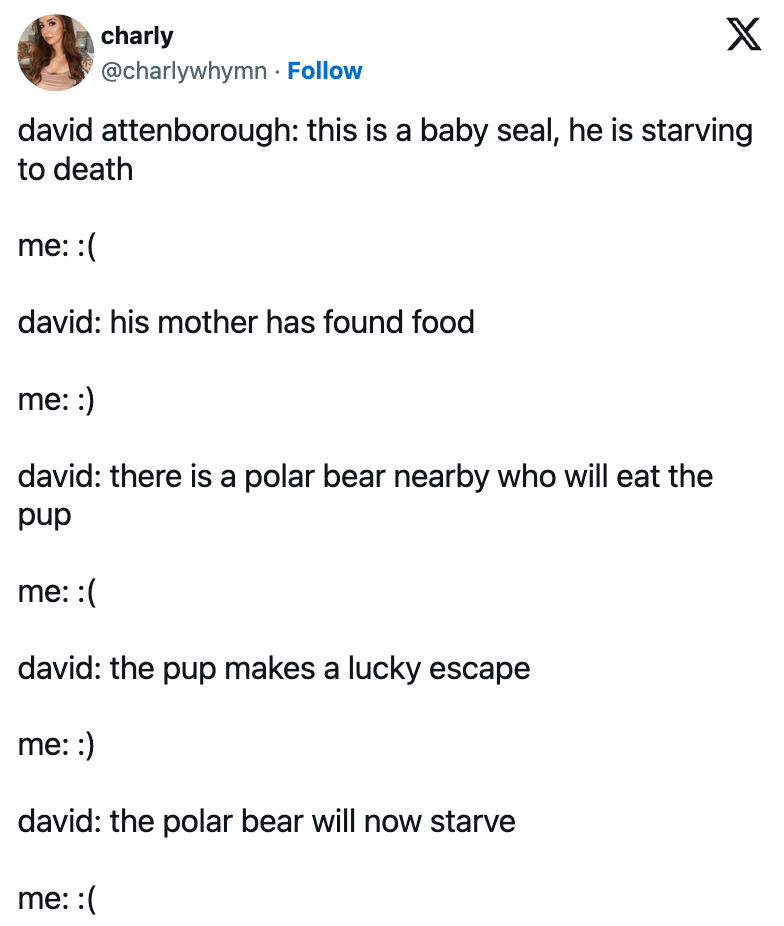 charly
@charlywhymn · Follow
david attenborough: this is a baby seal, he is starving
to death
me: :(
david: his mother has found food
me: :)
david: there is a polar bear nearby who will eat the
pup
me: :(
david: the pup makes a lucky escape
me: :)
david: the polar bear will now starve
me: :(